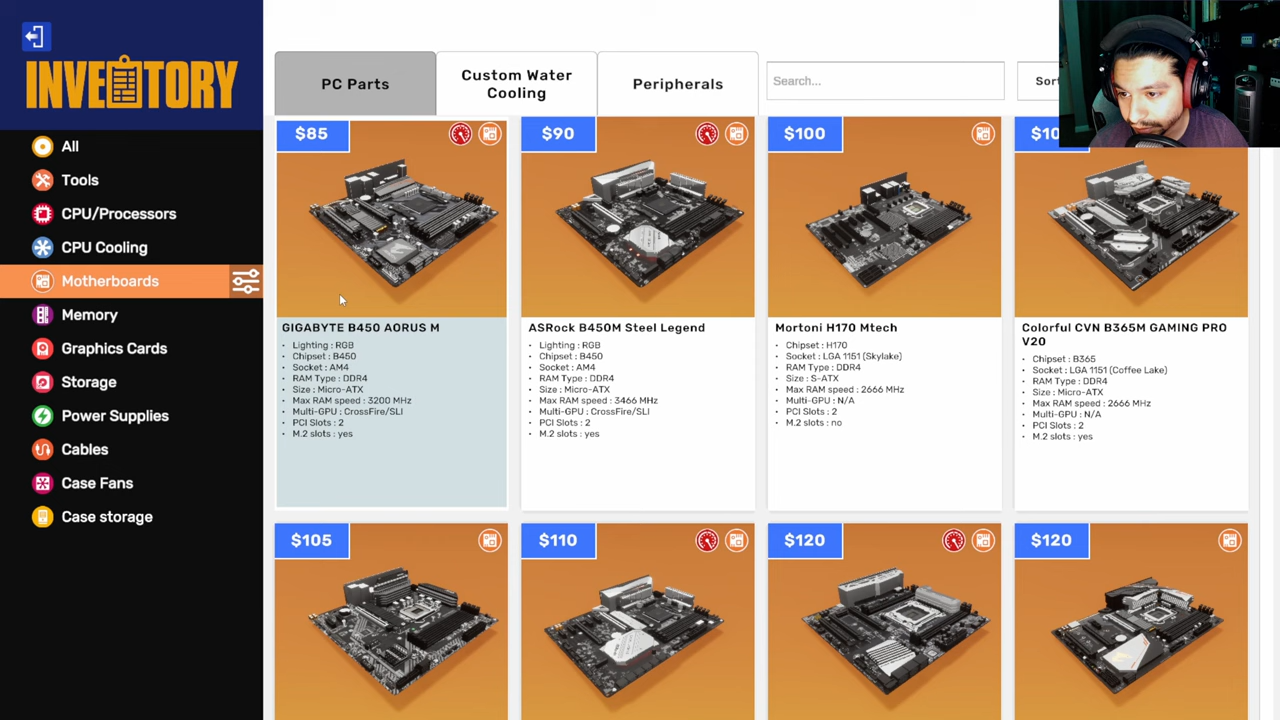 INVENTORY
All
Tools
CPU/Processors
CPU Cooling
Motherboards
Memory
Graphics Cards
Storage
Power Supplies
Cables
Case Fans
Case storage
PC Parts
Custom Water
Cooling
Peripherals
Search...
$85
GIGABYTE B450 AORUS M
Lighting : RGB
Chipset : B450
Socket : AM4
RAM Type : DDR4
Size : Micro-ATX
Max RAM speed : 3200 MHz
Multi-GPU : CrossFire/SLI
PCI Slots : 2
M.2 slots : yes
$90
ASRock B450M Steel Legend
Lighting : RGB
Chipset : B450
Socket : AM4
RAM Type : DDR4
Size : Micro-ATX
Max RAM speed : 3466 MHz
Multi-GPU : CrossFire/SLI
PCI Slots : 2
M.2 slots : yes
$100
Mortoni H170 Mtech
Chipset : H170
Socket : LGA 1151 (Skylake)
RAM Type : DDR4
Size : S-ATX
Max RAM speed : 2666 MHz
Multi-GPU : N/A
PCI Slots : 2
M.2 slots : no
Colorful CVN B365M GAMING PRO
V20
Chipset : B365
Socket : LGA 1151 (Coffee Lake)
RAM Type : DDR4
Size : Micro-ATX
Max RAM speed : 2666 MHz
Multi-GPU : N/A
PCI Slots : 2
M.2 slots : yes
$105
$110
$120
$120